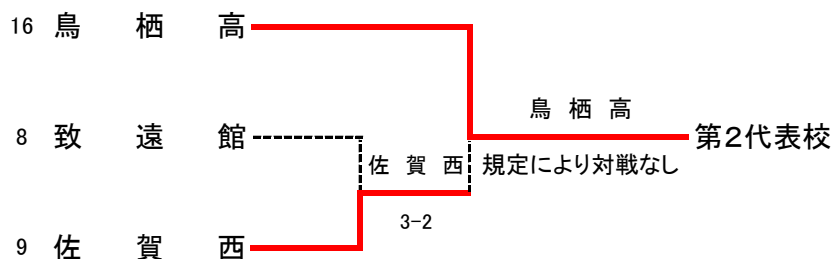 16 鳥 栖 高
鳥 栖 高
8 致 遠 館
第2代表校
佐 賀 西
規定により対戦なし
3-2
9 佐 賀 西